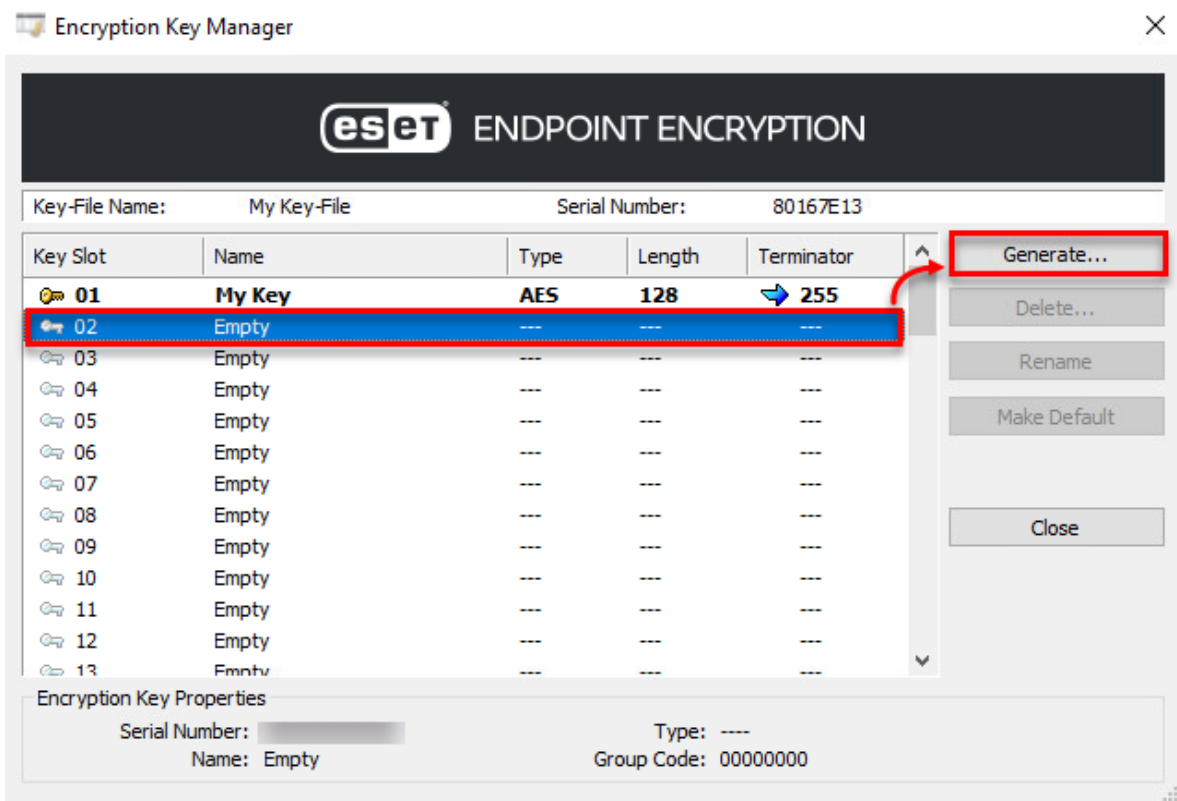 Encryption Key Manager
eset ENDPOINT ENCRYPTION
Key-File Name: My Key-File Serial Number: 80167E13
Key Slot Name Type Length Terminator
Generate...
01 My Key AES 128 255
Delete...
02 Empty --- --- ---
03 Empty --- --- ---
Rename
04 Empty --- --- ---
05 Empty --- --- ---
Make Default
06 Empty --- --- ---
07 Empty --- --- ---
08 Empty --- --- ---
Close
09 Empty --- --- ---
10 Empty --- --- ---
11 Empty --- --- ---
12 Empty --- --- ---
13 Empty --- --- ---
Encryption Key Properties
Serial Number: Type: ----
Name: Empty Group Code: 00000000